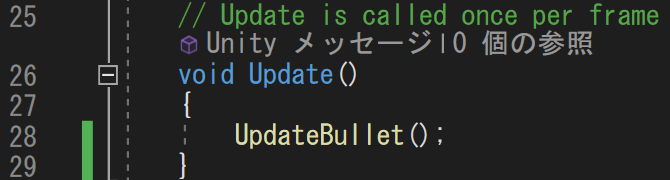 25 // Update is called once per frame
Unity メッセージ|0 個の参照
26 void Update()
27 {
28 UpdateBullet();
29 }